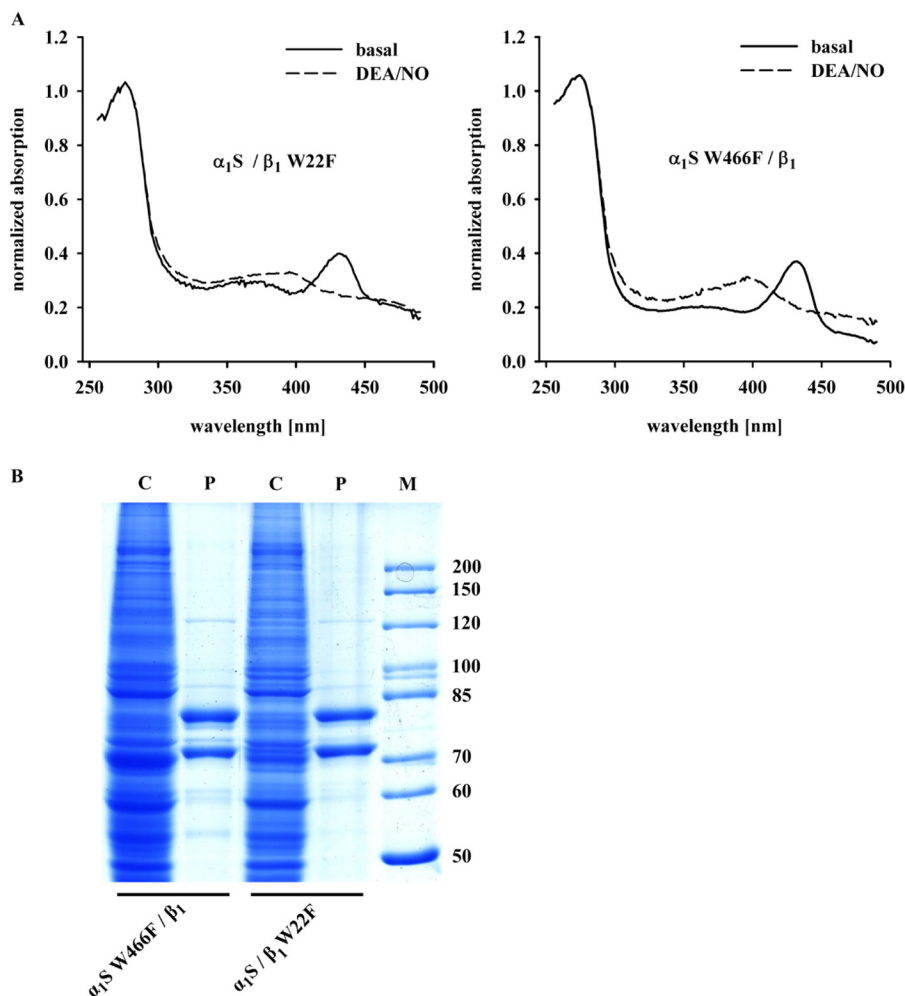 A
1.2
1.0
0.8
0.6
0.4
0.2
0.0
normalized absorption
basal
DEA/NO
α₁S / β₁ W22F
250 300 350 400 450 500
wavelength [nm]
1.2
1.0
0.8
0.6
0.4
0.2
0.0
normalized absorption
basal
DEA/NO
α₁S W466F / β₁
250 300 350 400 450 500
wavelength [nm]
B
C P C P M
200
150
120
100
85
70
60
50
α₁S W466F / β₁
α₁S / β₁ W22F